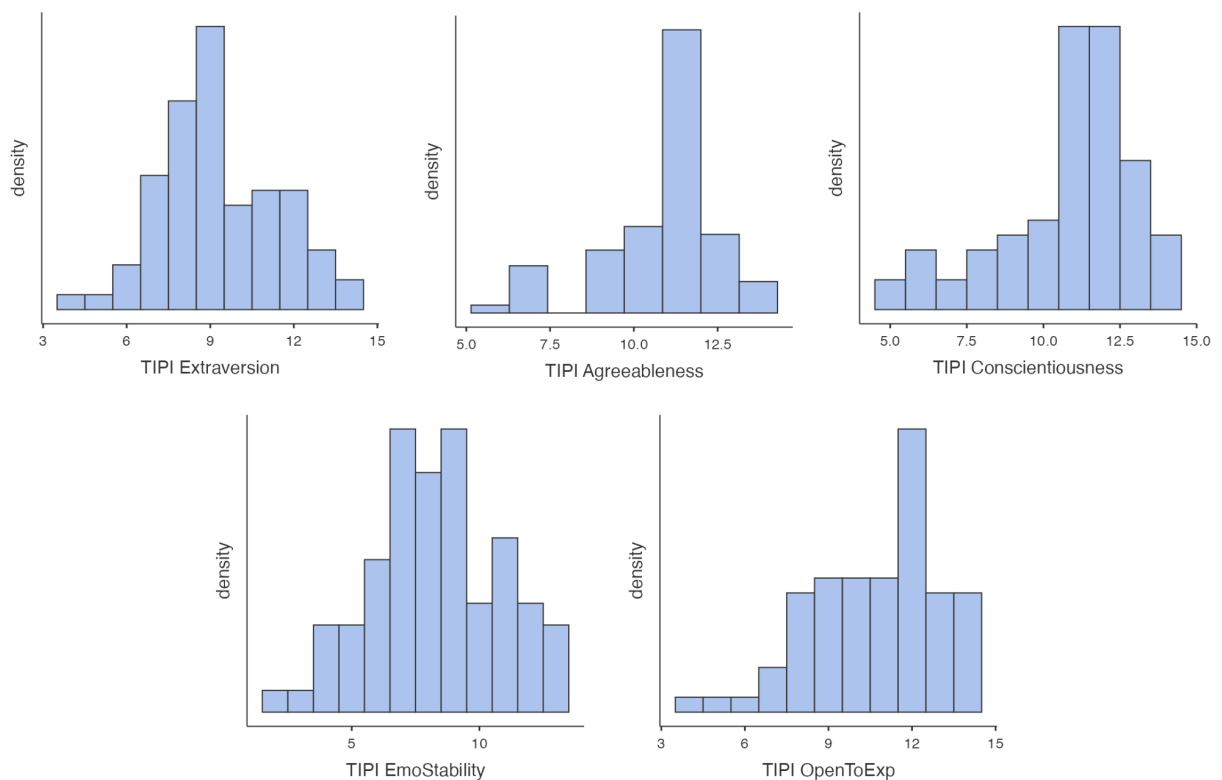 density
3 6 9 12 15
TIPI Extraversion
density
5.0 7.5 10.0 12.5
TIPI Agreeableness
density
5.0 7.5 10.0 12.5 15.0
TIPI Conscientiousness
density
5 10
TIPI EmoStability
density
3 6 9 12 15
TIPI OpenToExp